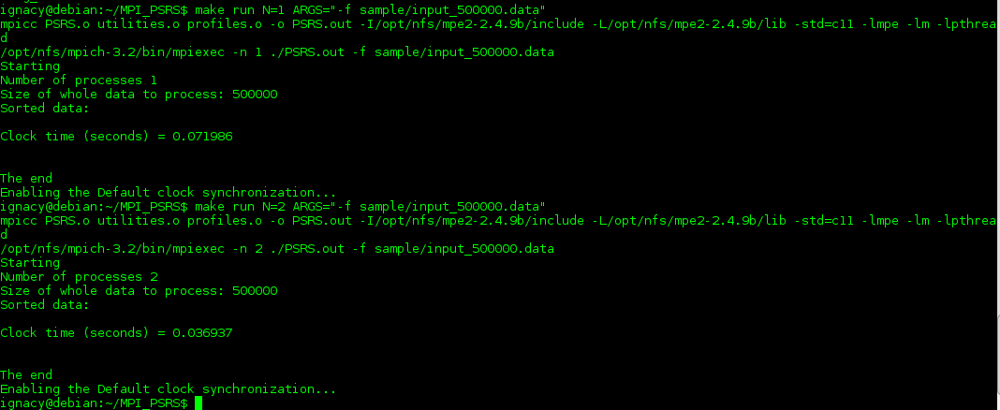 ignacy@debian:~/MPI_PSRS$ make run N=1 ARGS="-f sample/input_500000.data"
mpicc PSRS.o utilities.o profiles.o -o PSRS.out -I/opt/nfs/mpe2-2.4.9b/include -L/opt/nfs/mpe2-2.4.9b/lib -std=c11 -lmpe -lm -lpthrea
d
/opt/nfs/mpich-3.2/bin/mpiexec -n 1 ./PSRS.out -f sample/input_500000.data
Starting
Number of processes 1
Size of whole data to process: 500000
Sorted data:
Clock time (seconds) = 0.071986
The end
Enabling the Default clock synchronization...
ignacy@debian:~/MPI_PSRS$ make run N=2 ARGS="-f sample/input_500000.data"
mpicc PSRS.o utilities.o profiles.o -o PSRS.out -I/opt/nfs/mpe2-2.4.9b/include -L/opt/nfs/mpe2-2.4.9b/lib -std=c11 -lmpe -lm -lpthrea
d
/opt/nfs/mpich-3.2/bin/mpiexec -n 2 ./PSRS.out -f sample/input_500000.data
Starting
Number of processes 2
Size of whole data to process: 500000
Sorted data:
Clock time (seconds) = 0.036937
The end
Enabling the Default clock synchronization...
ignacy@debian:~/MPI_PSRS$